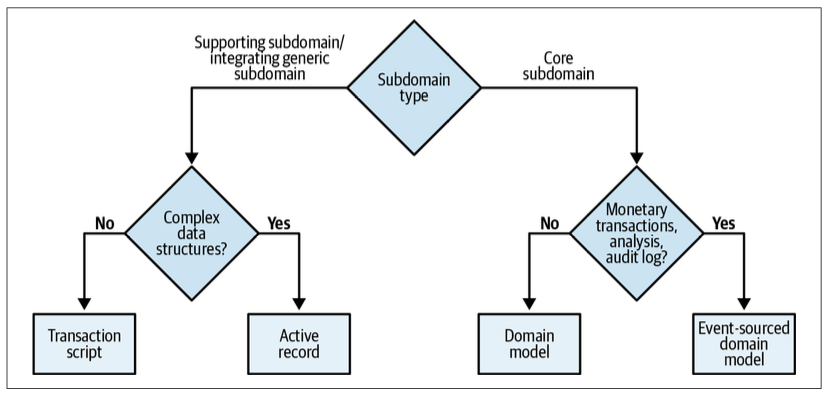 Supporting subdomain/
integrating generic
subdomain
Subdomain
type
Core
subdomain
No
Complex
data
structures?
Yes
No
Monetary
transactions,
analysis,
audit log?
Yes
Transaction
script
Active
record
Domain
model
Event-sourced
domain
model